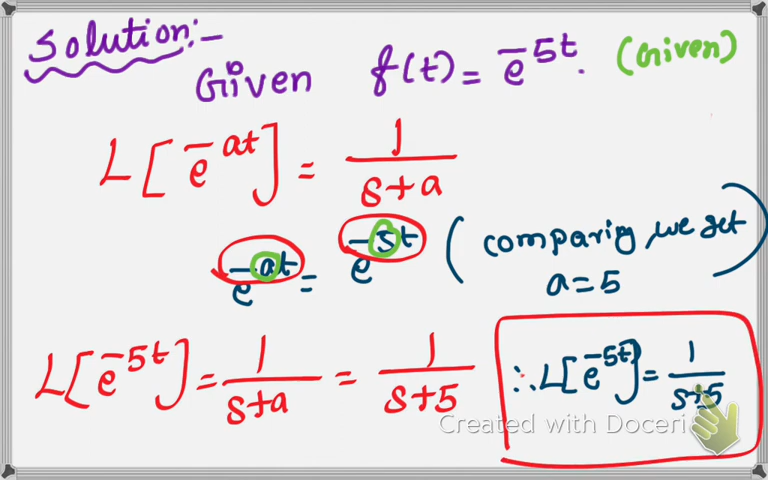 Solution:-
Given f(t) = e^-5t. (Given)
L[e^-at] = 1/(s+a)
e^-at = e^-5t (comparig we get
a=5
L[e^-5t] = 1/(s+a) = 1/(s+5)
∴ L[e^-5t] = 1/(s+5)
Created with Doceri